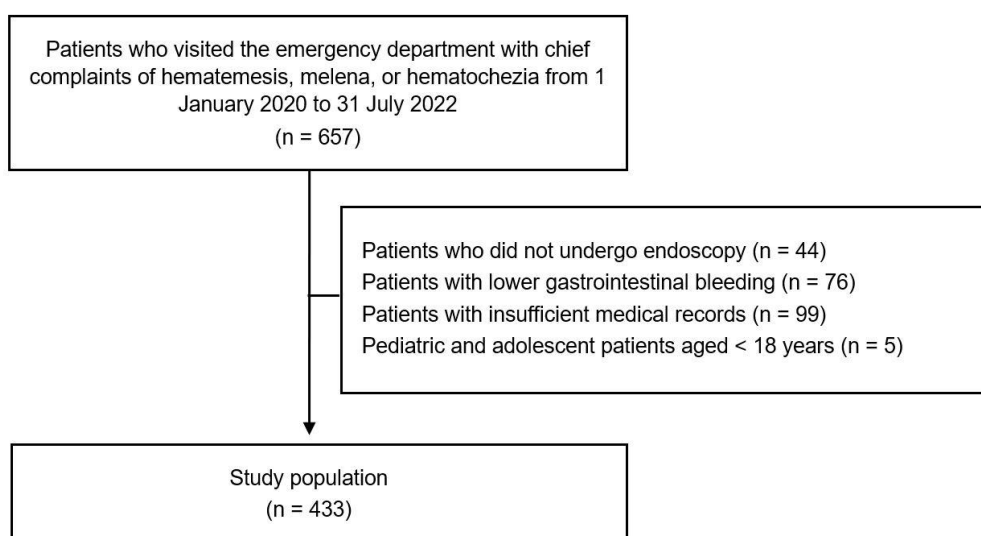 Patients who visited the emergency department with chief
complaints of hematemesis, melena, or hematochezia from 1
January 2020 to 31 July 2022
(n = 657)
Patients who did not undergo endoscopy (n = 44)
Patients with lower gastrointestinal bleeding (n = 76)
Patients with insufficient medical records (n = 99)
Pediatric and adolescent patients aged < 18 years (n = 5)
Study population
(n = 433)